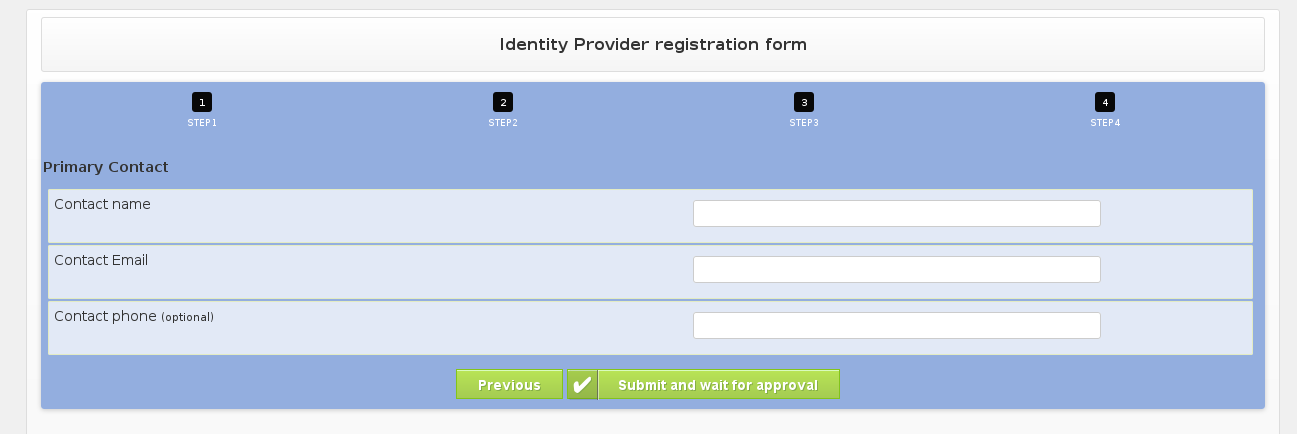 Identity Provider registration form
1 2 3 4
STEP1 STEP2 STEP3 STEP4
Primary Contact
Contact name
Contact Email
Contact phone (optional)
Previous ✔ Submit and wait for approval